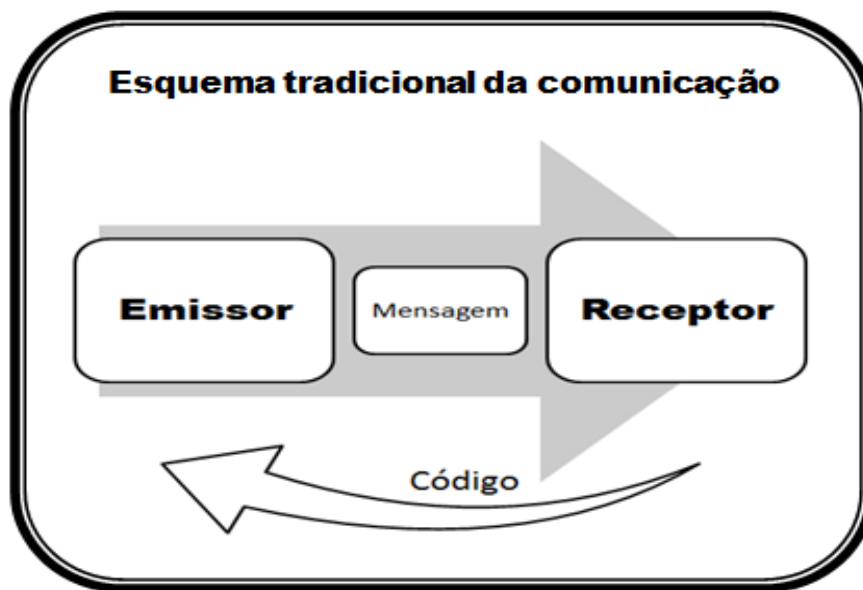 Esquema tradicional da comunicação
Emissor
Mensagem
Receptor
Código